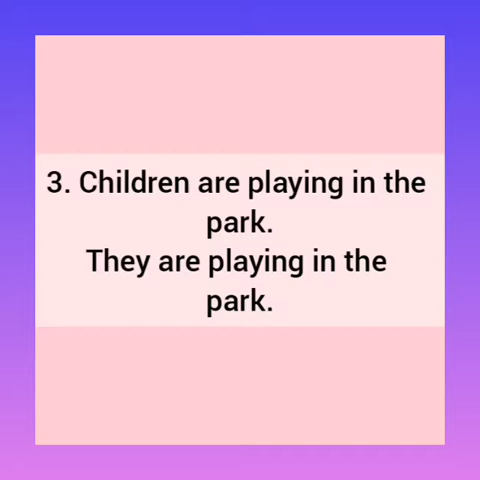 3. Children are playing in the
park.
They are playing in the
park.